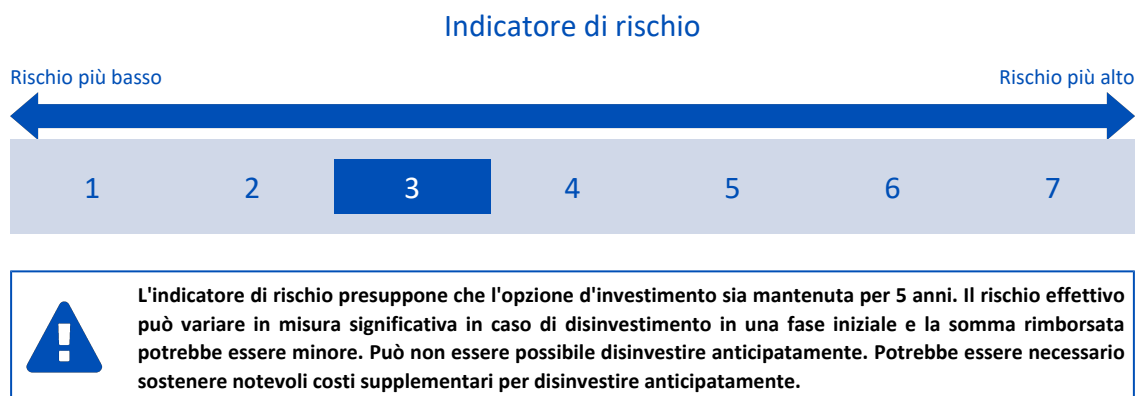 Indicatore di rischio
Rischio più basso Rischio più alto
1 2 3 4 5 6 7
L'indicatore di rischio presuppone che l'opzione d'investimento sia mantenuta per 5 anni. Il rischio effettivo
può variare in misura significativa in caso di disinvestimento in una fase iniziale e la somma rimborsata
potrebbe essere minore. Può non essere possibile disinvestire anticipatamente. Potrebbe essere necessario
sostenere notevoli costi supplementari per disinvestire anticipatamente.